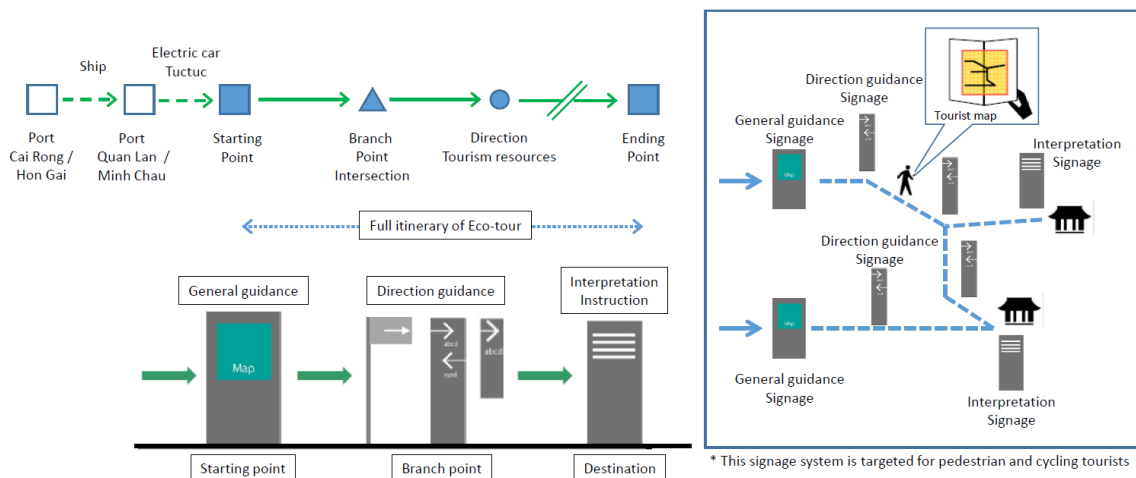 Ship
Electric car
Tuctuc
Port
Cai Rong /
Hon Gai
Port
Quan Lan /
Minh Chau
Starting
Point
Branch
Point
Intersection
Direction
Tourism resources
Ending
Point
Full itinerary of Eco-tour
General guidance
Direction guidance
Interpretation
Instruction
Map
abcd
abcd
Starting point
Branch point
Destination
Tourist map
Direction guidance
Signage
General guidance
Signage
Map
Interpretation
Signage
Direction guidance
Signage
Map
General guidance
Signage
Interpretation
Signage
* This signage system is targeted for pedestrian and cycling tourists